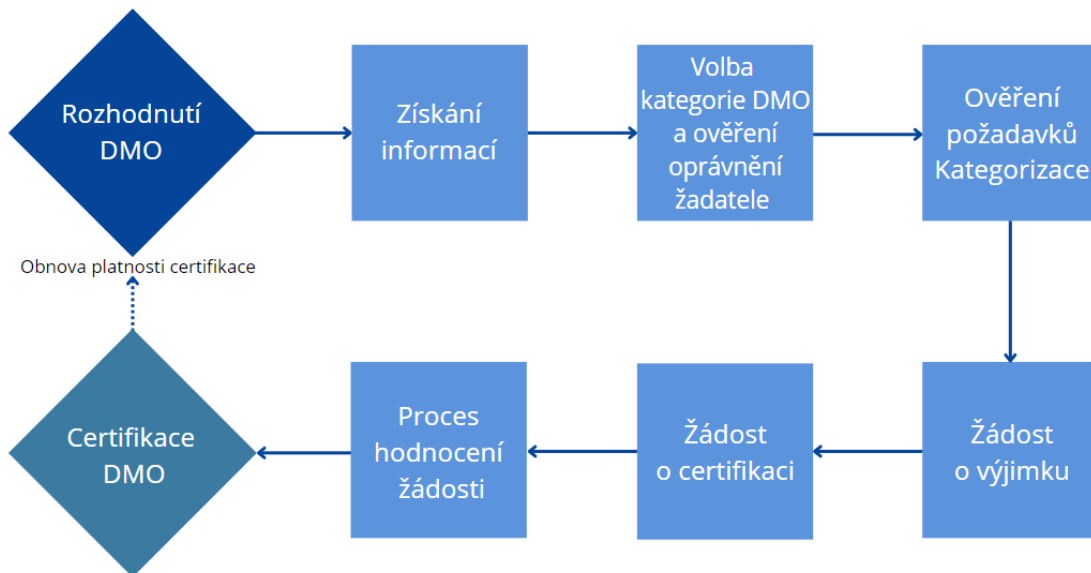 Rozhodnutí
DMO
Získání
informací
Volba
kategorie DMO
a ověření
oprávnění
žadatele
Ověření
požadavků
Kategorizace
Obnova platnosti certifikace
Žádost
o výjimku
Žádost
o certifikaci
Proces
hodnocení
žádosti
Certifikace
DMO